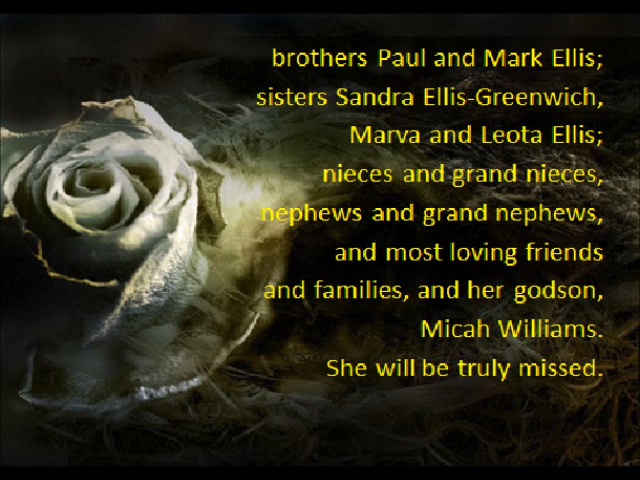 brothers Paul and Mark Ellis;
sisters Sandra Ellis-Greenwich,
Marva and Leota Ellis;
nieces and grand nieces,
nephews and grand nephews,
and most loving friends
and families, and her godson,
Micah Williams.
She will be truly missed.